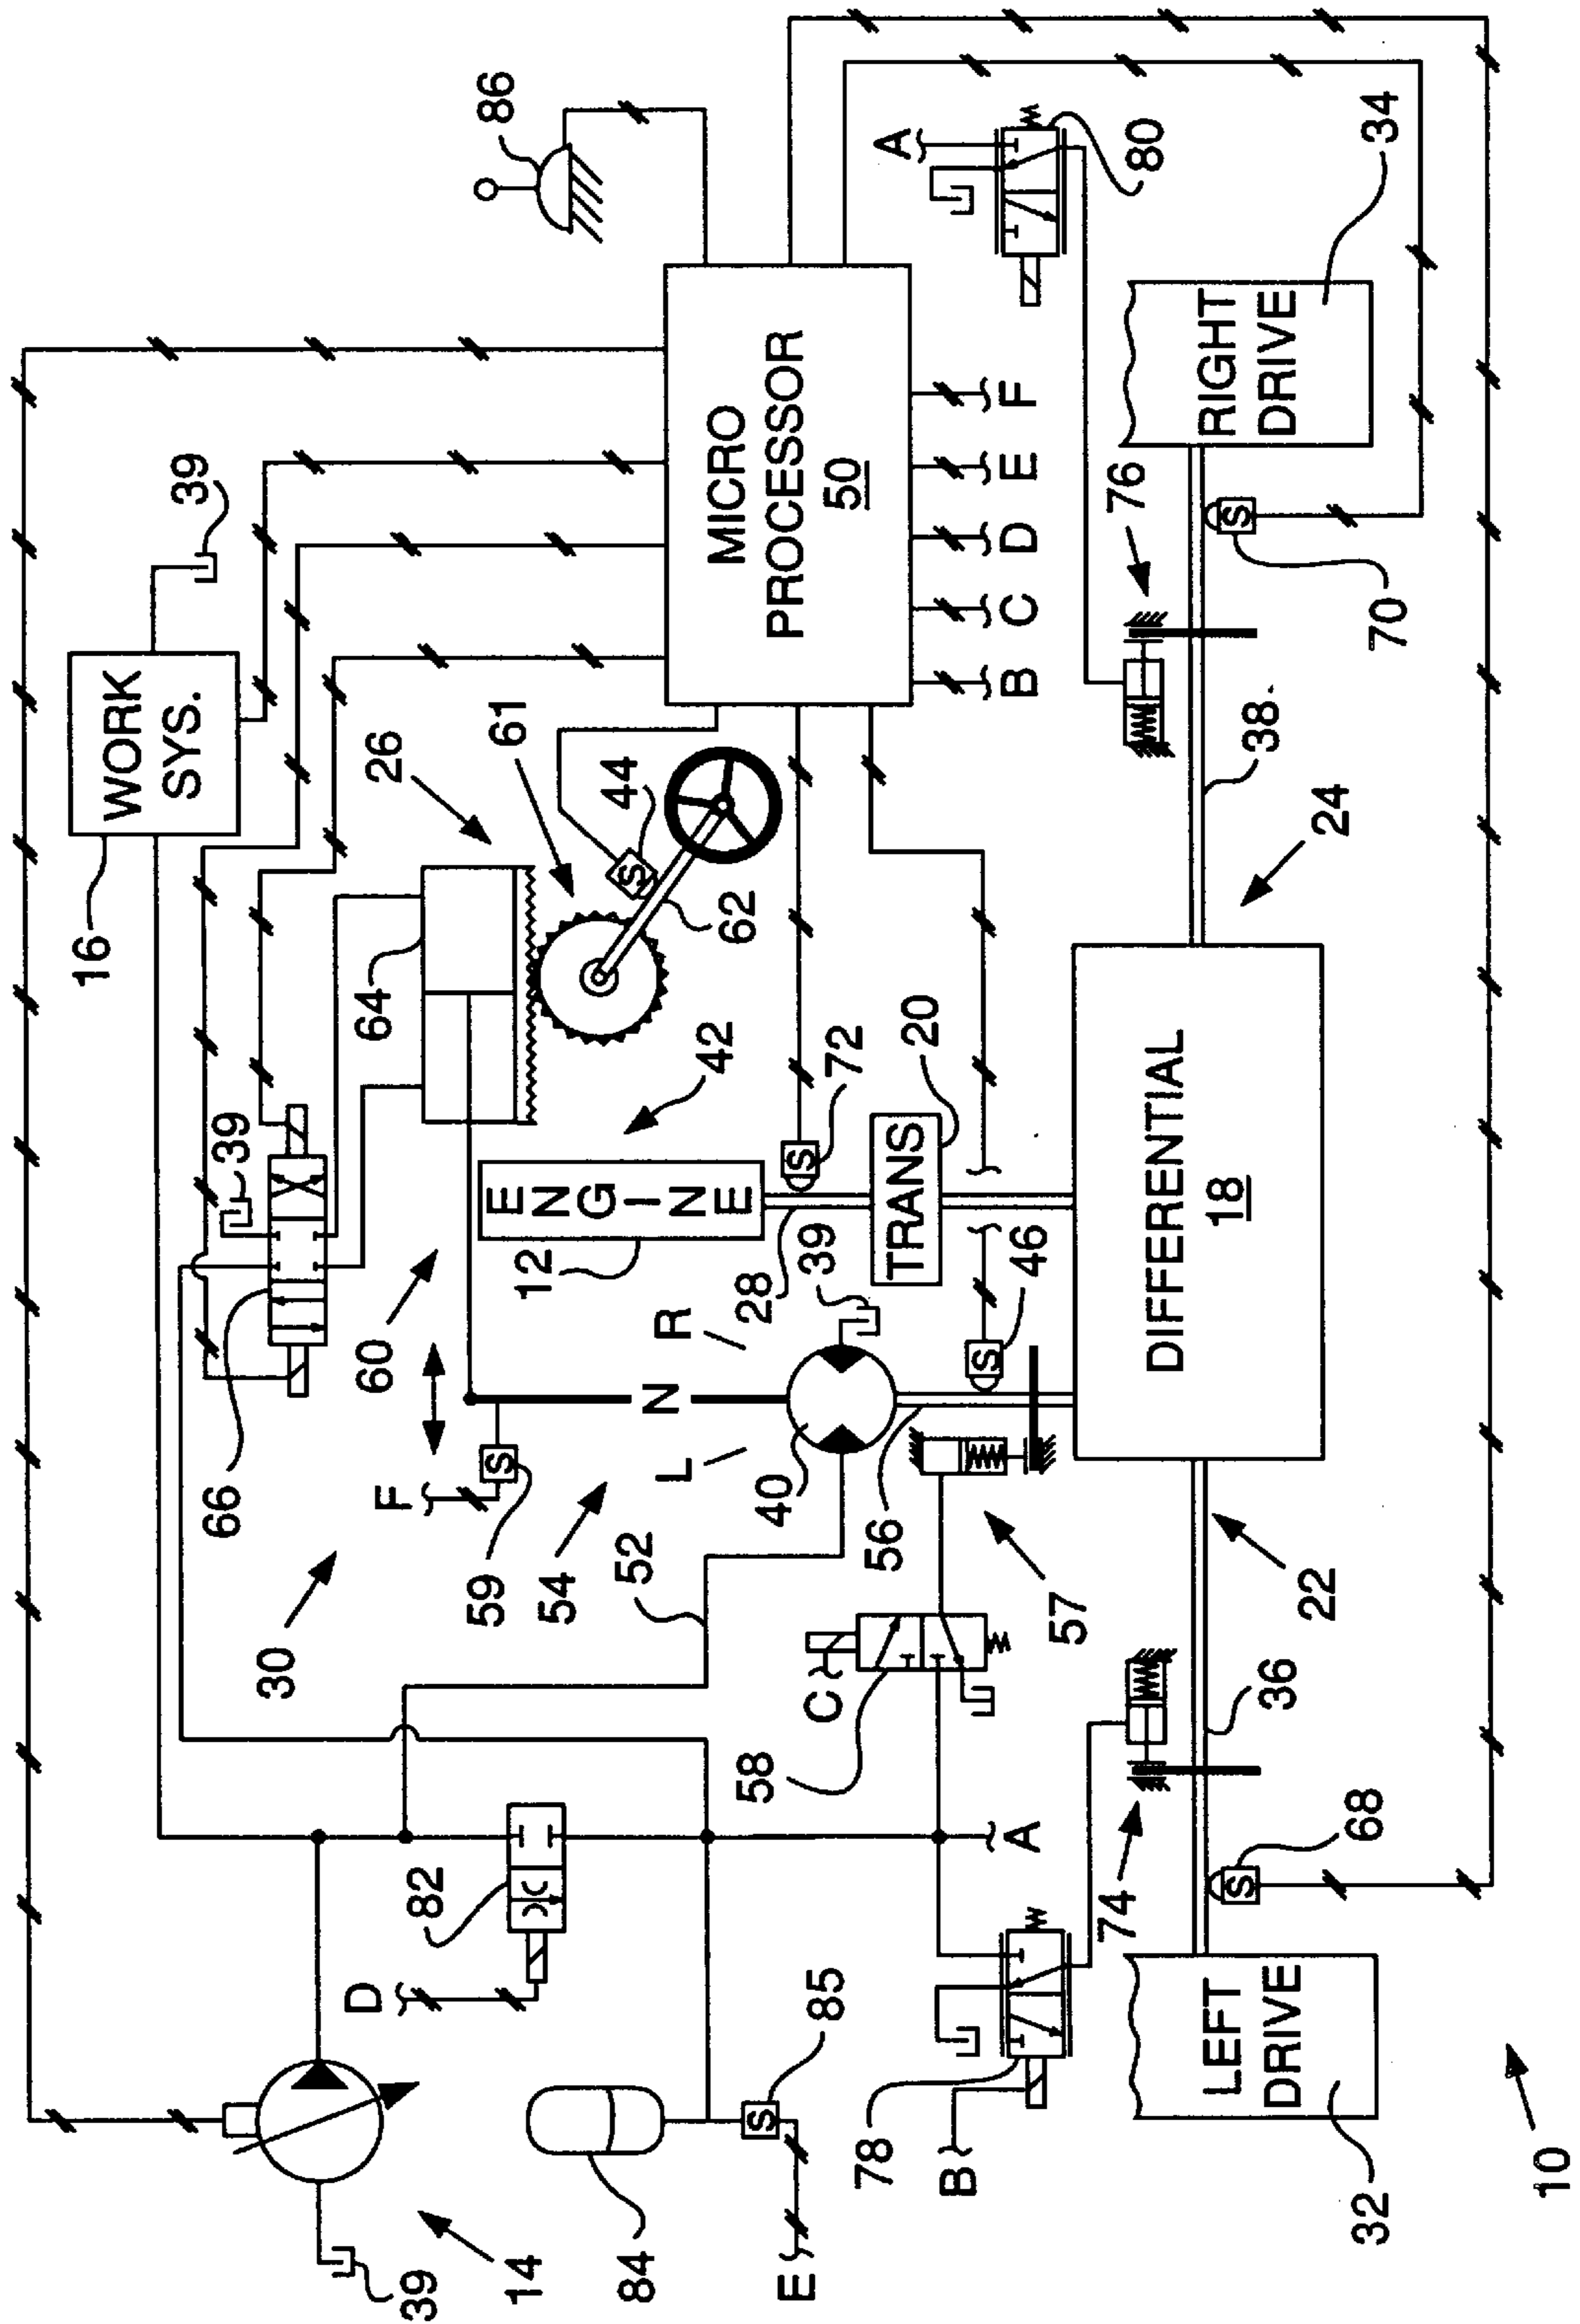 86
39
WORK
SYS.
16
MICRO
PROCESSOR
50
B
C
D
E
F
A
80
RIGHT
DRIVE
34
76
70
38
24
26
61
44
S
62
64
42
39
66
60
30
F
S
59
54
L
N
R
40
ENGINE
12
28
39
S
72
TRANS
20
S
46
56
57
52
58
C
DIFFERENTIAL
18
22
36
74
S
68
S
A
82
D
84
S
85
E
B
78
LEFT
DRIVE
32
14
39
10